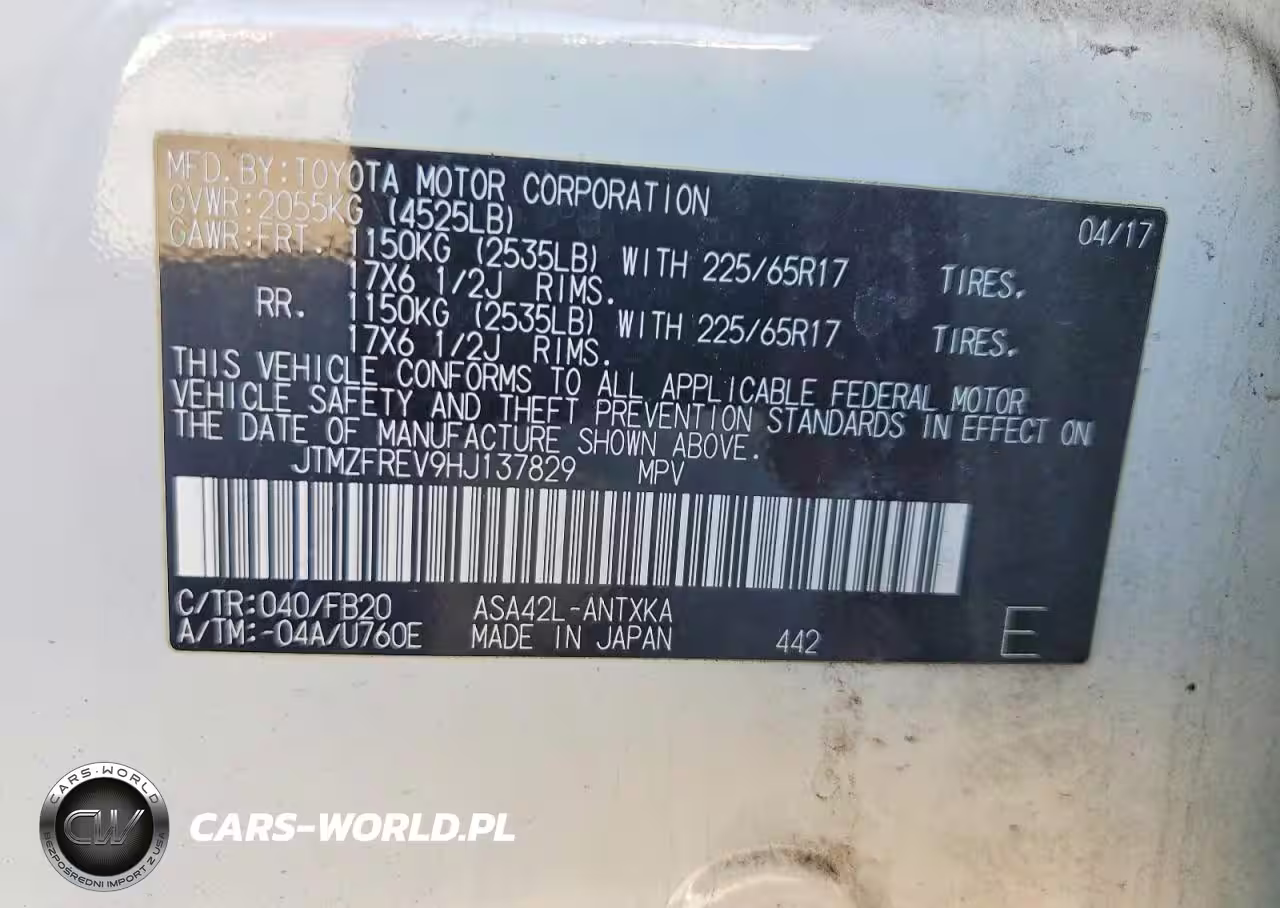 MFD. BY:TOYOTA MOTOR CORPORATION 04/17
GVWR:2055KG (4525LB)
GAWR:FRT. 1150KG (2535LB) WITH 225/65R17 TIRES.
17X6 1/2J RIMS.
RR. 1150KG (2535LB) WITH 225/65R17 TIRES.
17X6 1/2J RIMS.
THIS VEHICLE CONFORMS TO ALL APPLICABLE FEDERAL MOTOR
VEHICLE SAFETY AND THEFT PREVENTION STANDARDS IN EFFECT ON
THE DATE OF MANUFACTURE SHOWN ABOVE.
JTMZFREV9HJ137829 MPV
C/TR:040/FB20 ASA42L-ANTXKA
A/TM:-04A/U760E MADE IN JAPAN 442 E
CARS-WORLD
CW
BEZPOŚREDNI IMPORT Z USA
CARS-WORLD.PL